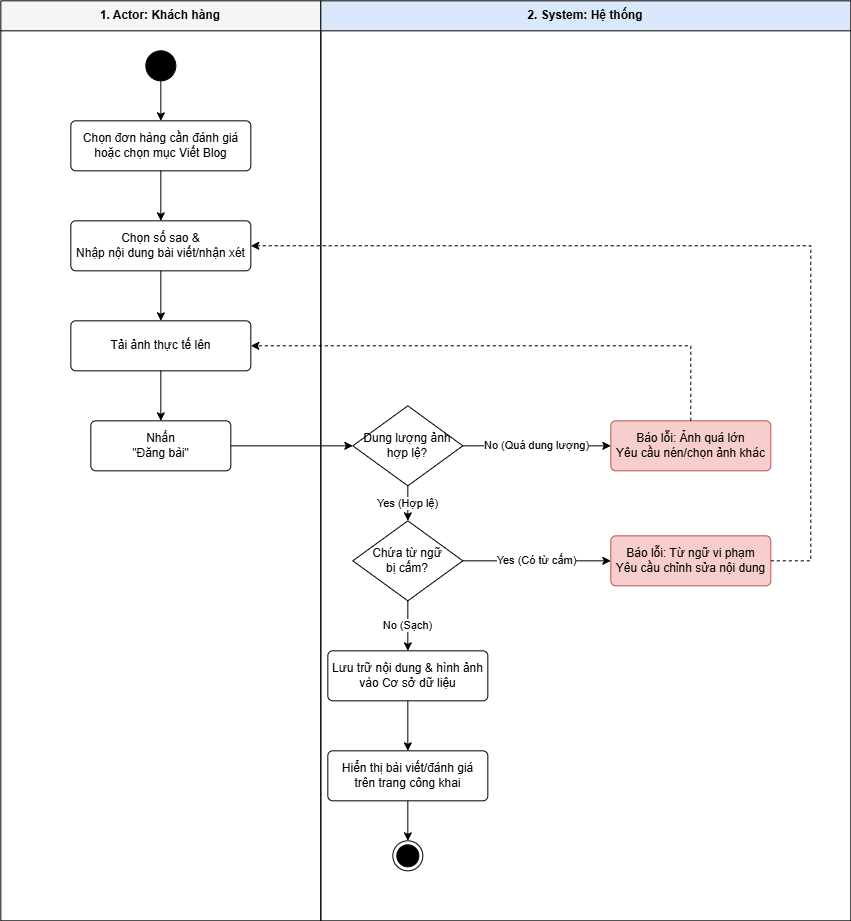 1. Actor: Khách hàng
2. System: Hệ thống
Chọn đơn hàng cần đánh giá
hoặc chọn mục Viết Blog
Chọn số sao &
Nhập nội dung bài viết/nhận xét
Tải ảnh thực tế lên
Nhấn
"Đăng bài"
Dung lượng ảnh
hợp lệ?
No (Quá dung lượng)
Báo lỗi: Ảnh quá lớn
Yêu cầu nén/chọn ảnh khác
Yes (Hợp lệ)
Chứa từ ngữ
bị cấm?
Yes (Có từ cấm)
Báo lỗi: Từ ngữ vi phạm
Yêu cầu chỉnh sửa nội dung
No (Sạch)
Lưu trữ nội dung & hình ảnh
vào Cơ sở dữ liệu
Hiển thị bài viết/đánh giá
trên trang công khai